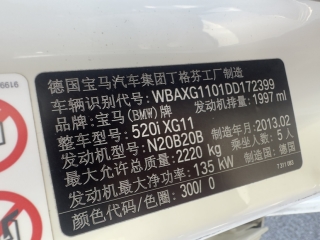 德国宝马汽车集团丁格芬工厂制造
车辆识别代号: WBAXG1101DD172399
品牌: 宝马(BMW)牌 发动机排量: 1997 ml
整车型号: 520i XG11
发动机型号: N20B20B 制造年月: 2013.02
最大允许总质量: 2220 kg 乘坐人数: 5人
发动机最大净功率: 135 kW 制造国: 德国
颜色代码/色圈: 300/ 0